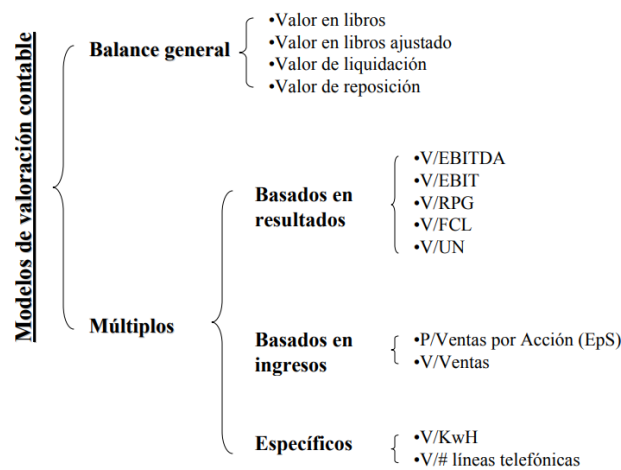 Modelos de valoración contable
Balance general
•Valor en libros
•Valor en libros ajustado
•Valor de liquidación
•Valor de reposición
Múltiplos
Basados en
resultados
•V/EBITDA
•V/EBIT
•V/RPG
•V/FCL
•V/UN
Basados en
ingresos
•P/Ventas por Acción (EpS)
•V/Ventas
Específicos
•V/KwH
•V/# líneas telefónicas